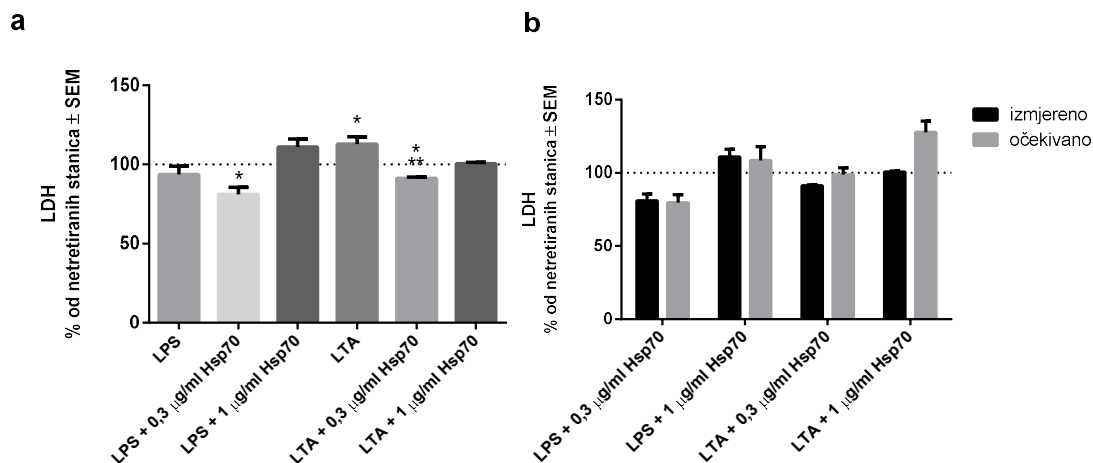 a
LDH
% od netretiranih stanica ± SEM
150
100
50
0
*
*
*
**
LPS
LPS + 0,3 µg/ml Hsp70
LPS + 1 µg/ml Hsp70
LTA
LTA + 0,3 µg/ml Hsp70
LTA + 1 µg/ml Hsp70
b
LDH
% od netretiranih stanica ± SEM
150
100
50
0
LPS + 0,3 µg/ml Hsp70
LPS + 1 µg/ml Hsp70
LTA + 0,3 µg/ml Hsp70
LTA + 1 µg/ml Hsp70
izmjereno
očekivano